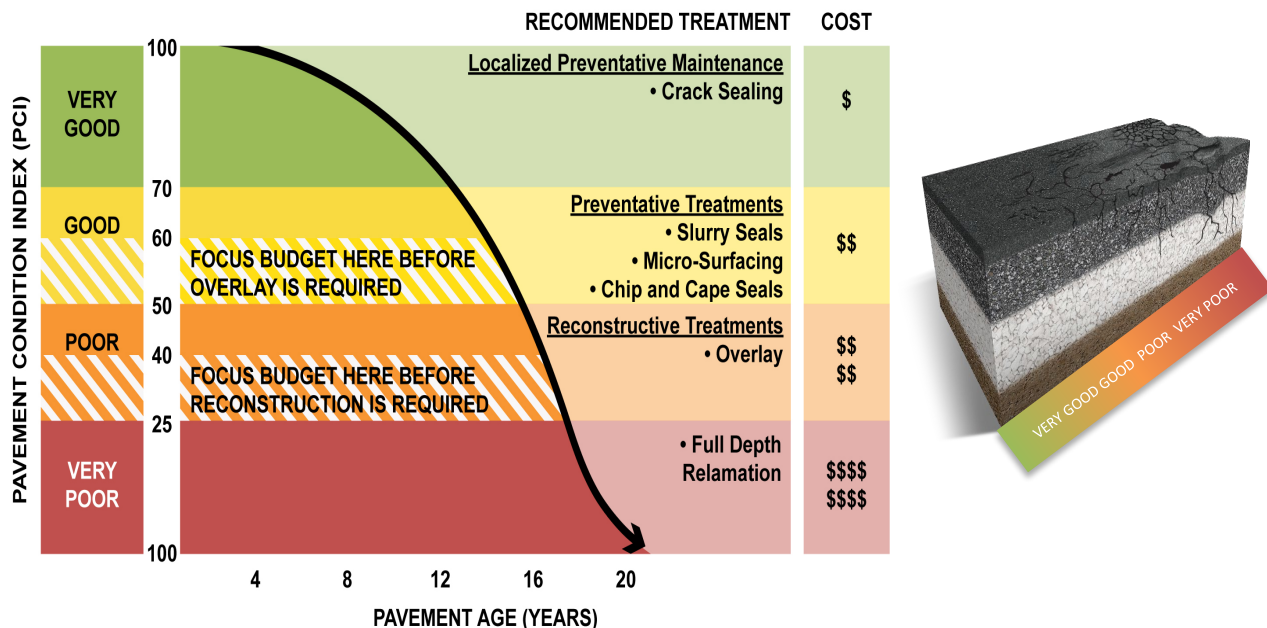 RECOMMENDED TREATMENT
COST
PAVEMENT CONDITION INDEX (PCI)
VERY
GOOD
100
Localized Preventative Maintenance
• Crack Sealing
$
70
GOOD
60
FOCUS BUDGET HERE BEFORE
OVERLAY IS REQUIRED
Preventative Treatments
• Slurry Seals
• Micro-Surfacing
• Chip and Cape Seals
$$
50
POOR
40
FOCUS BUDGET HERE BEFORE
RECONSTRUCTION IS REQUIRED
Reconstructive Treatments
• Overlay
$$
$$
25
VERY
POOR
• Full Depth
Relamation
$$$$
$$$$
100
4 8 12 16 20
PAVEMENT AGE (YEARS)
VERY GOOD GOOD POOR VERY POOR